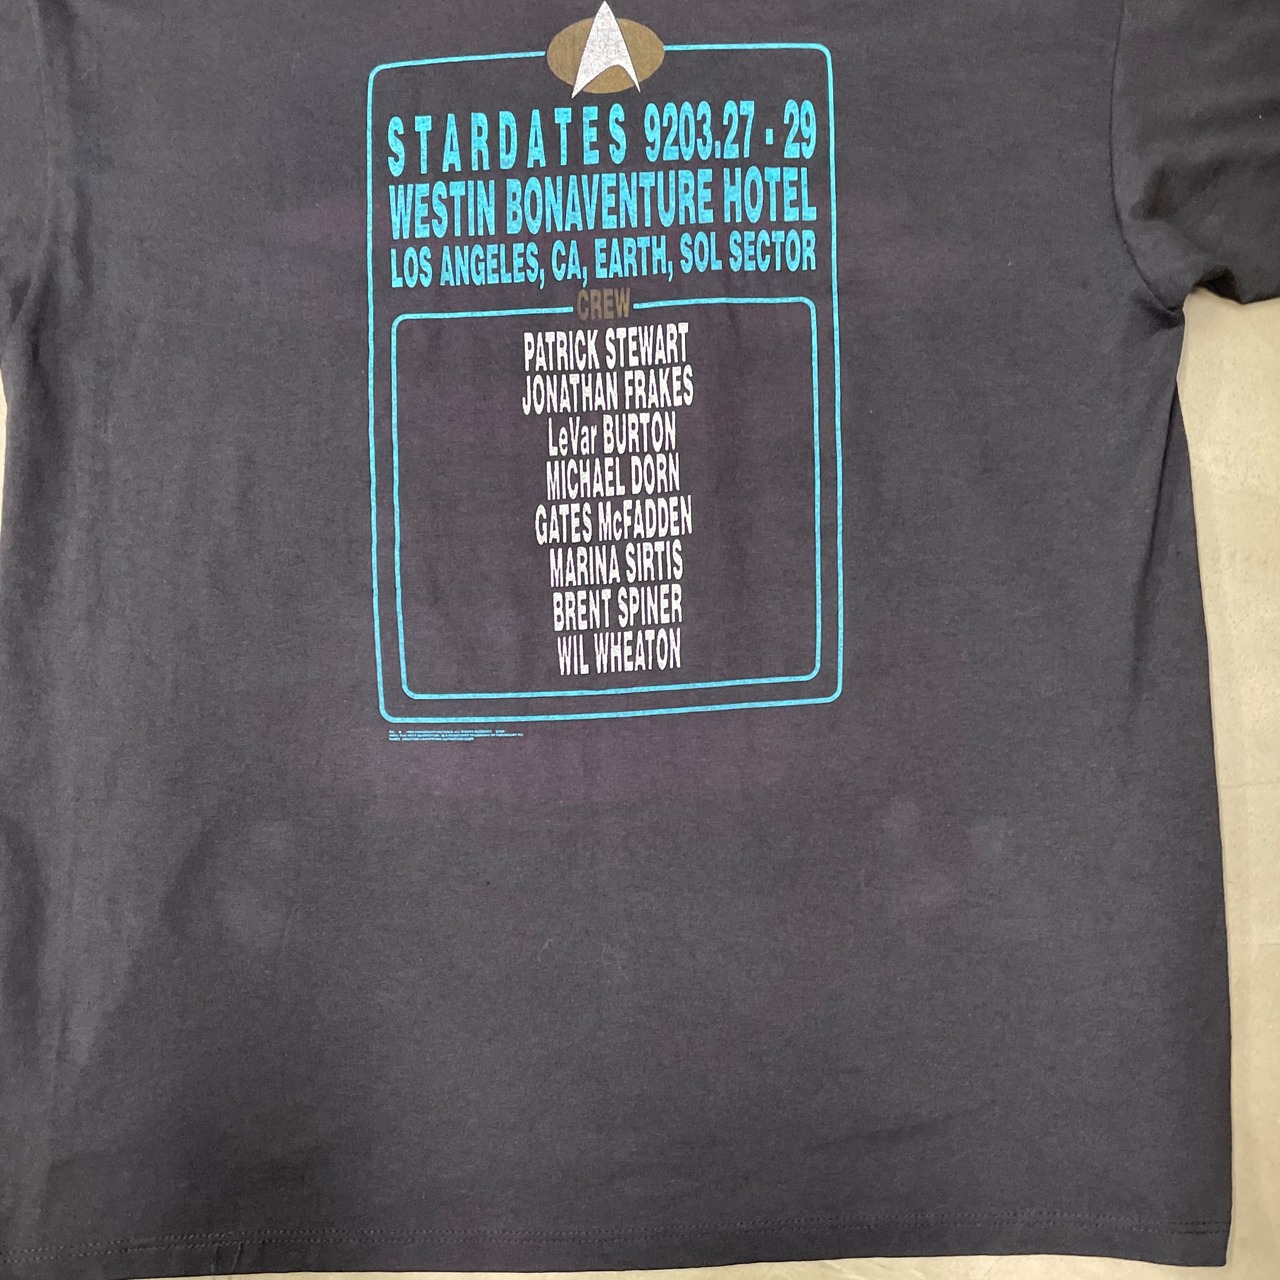 STARDATES 9203.27 - 29
WESTIN BONAVENTURE HOTEL
LOS ANGELES, CA, EARTH, SOL SECTOR
CREW
PATRICK STEWART
JONATHAN FRAKES
LeVar BURTON
MICHAEL DORN
GATES McFADDEN
MARINA SIRTIS
BRENT SPINER
WIL WHEATON